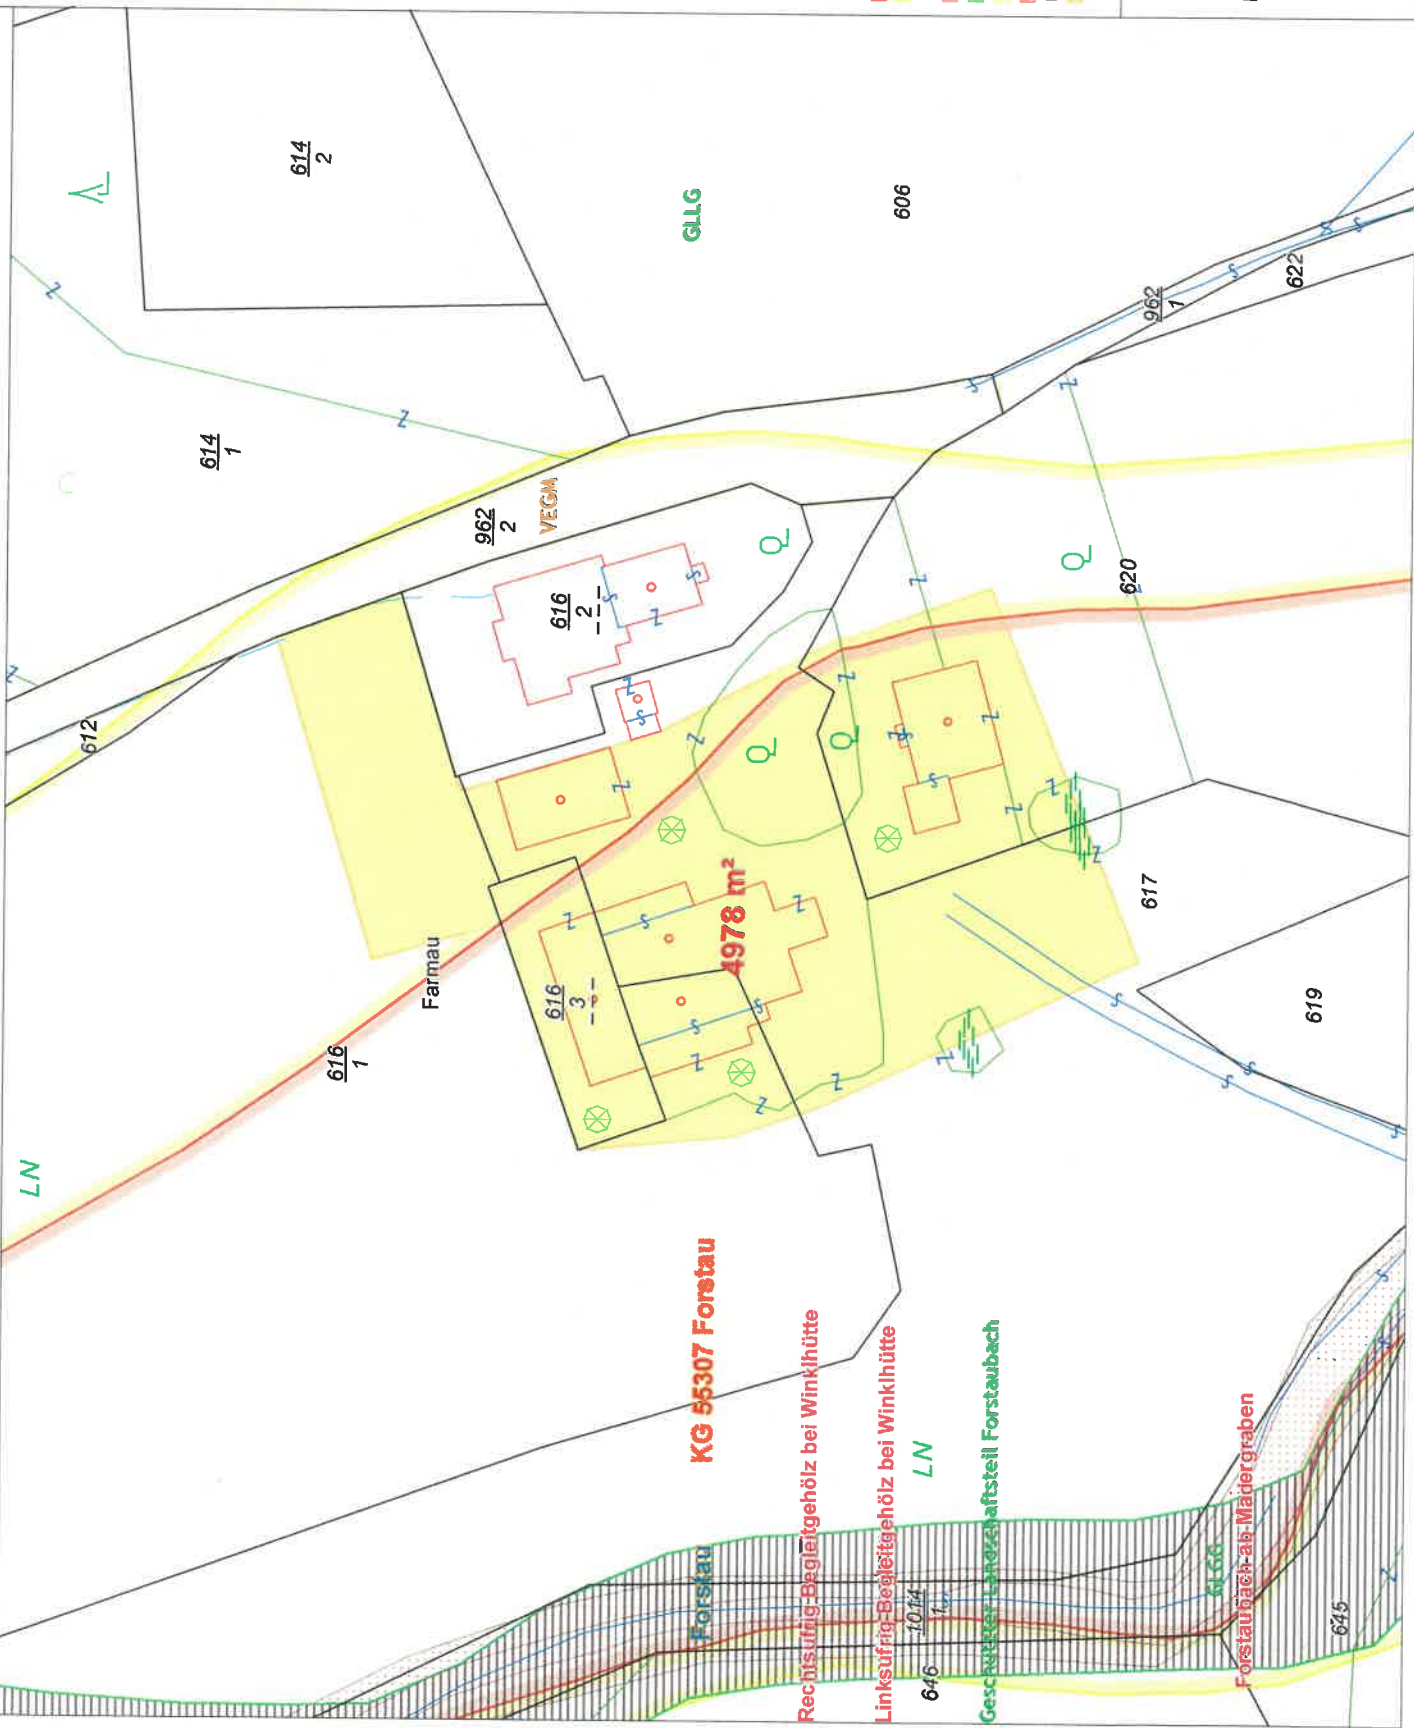 LN
616
1
Farmau
612
614
1
614
2
962
2
VEGM
616
2
GLLG
606
962
1
622
616
3
4978 m²
620
617
619
KG 55307 Forstau
Forstau
Rechtsufrig-Begleitgehölz bei Winklhütte
Linksufrig-Begleitgehölz bei Winklhütte
LN
Geschützter Landschaftsteil Forstaubach
1014
1
646
GLGG
Forstaubach-ab-Madergraben
645